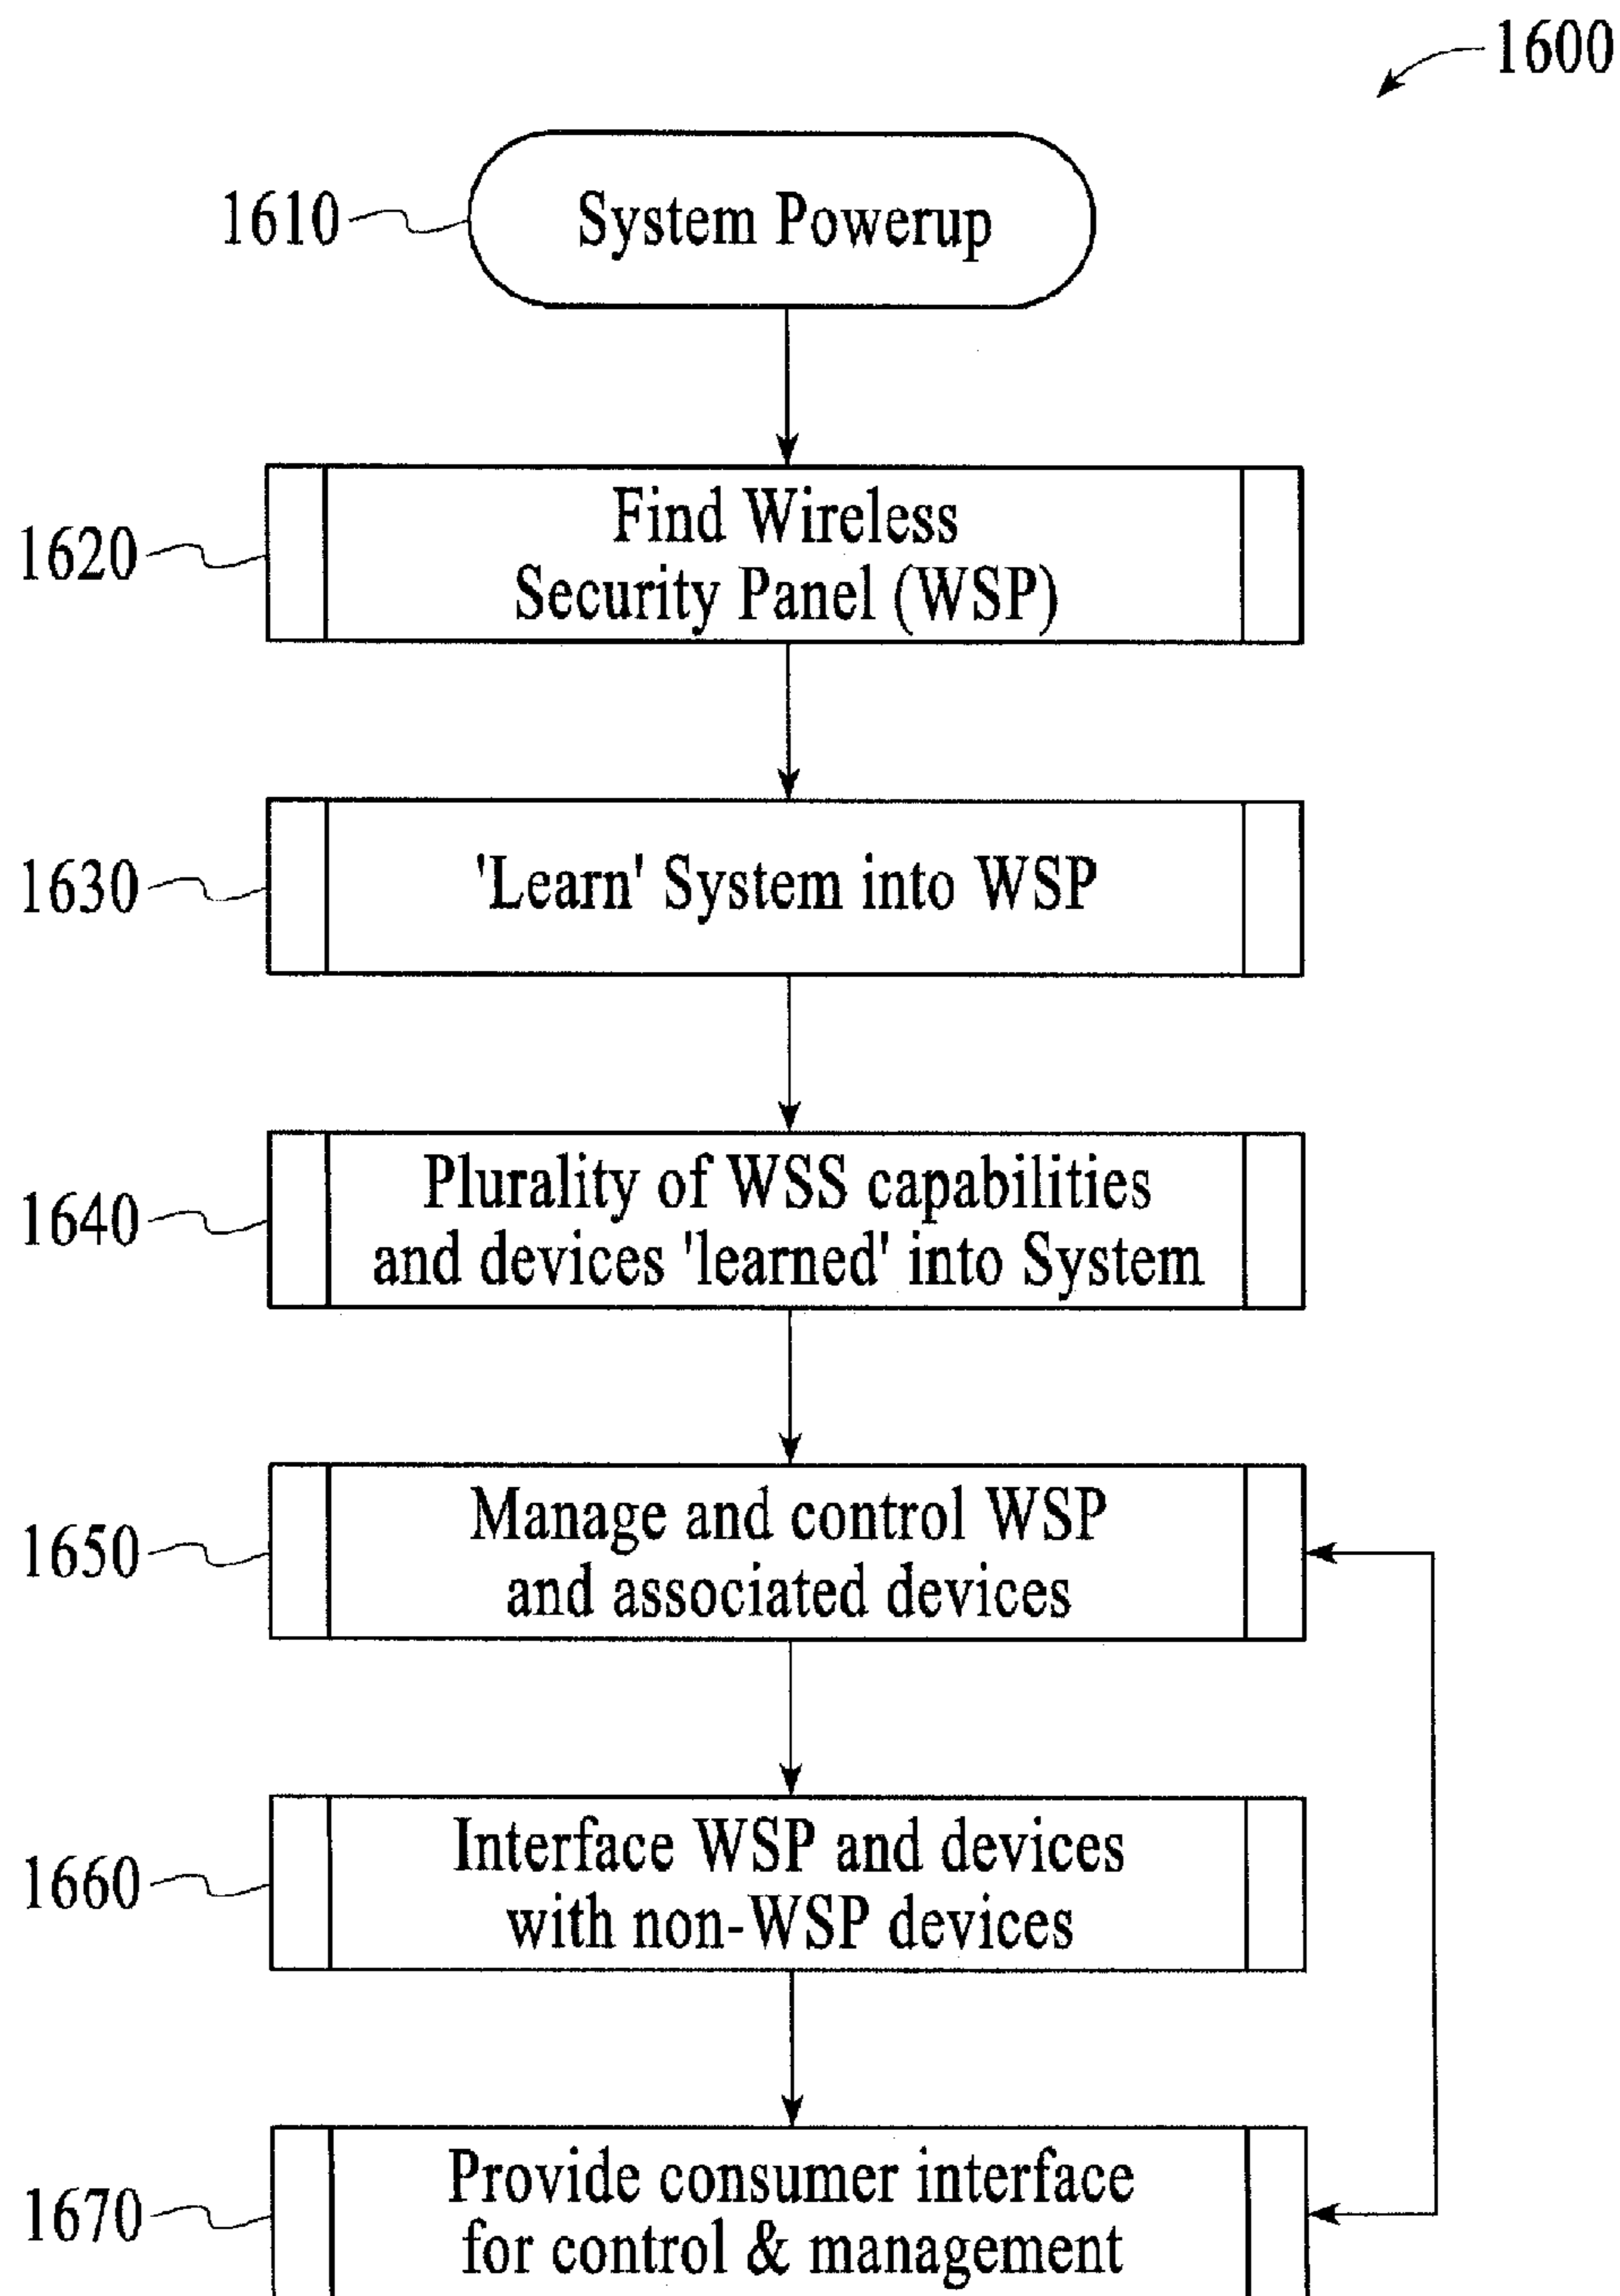 1600
1610
System Powerup
1620
Find Wireless
Security Panel (WSP)
1630
'Learn' System into WSP
1640
Plurality of WSS capabilities
and devices 'learned' into System
1650
Manage and control WSP
and associated devices
1660
Interface WSP and devices
with non-WSP devices
1670
Provide consumer interface
for control & management